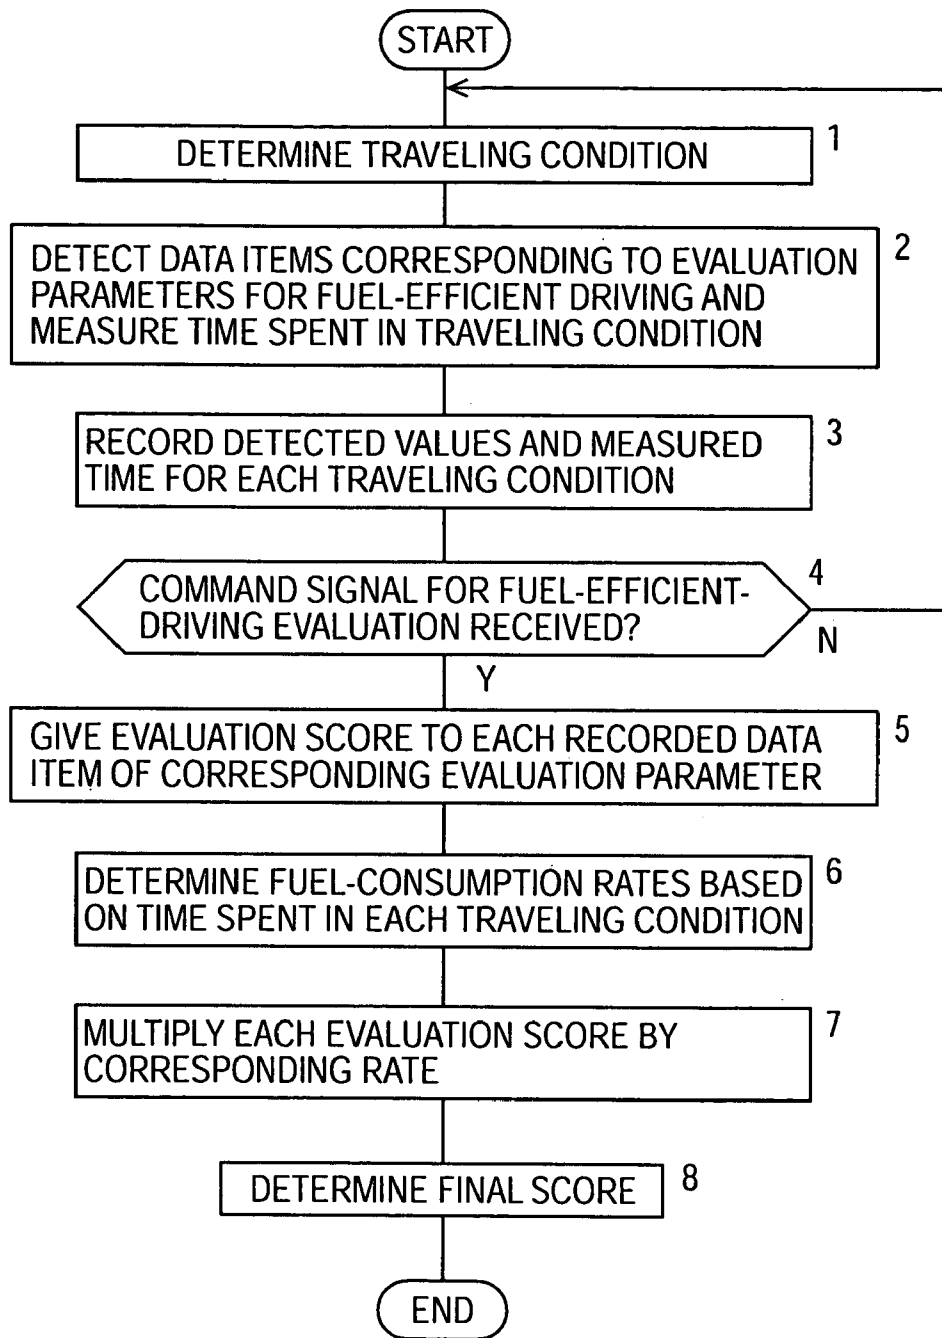 START
DETERMINE TRAVELING CONDITION
1
DETECT DATA ITEMS CORRESPONDING TO EVALUATION
PARAMETERS FOR FUEL-EFFICIENT DRIVING AND
MEASURE TIME SPENT IN TRAVELING CONDITION
2
RECORD DETECTED VALUES AND MEASURED
TIME FOR EACH TRAVELING CONDITION
3
COMMAND SIGNAL FOR FUEL-EFFICIENT-
DRIVING EVALUATION RECEIVED?
4
N
Y
GIVE EVALUATION SCORE TO EACH RECORDED DATA
ITEM OF CORRESPONDING EVALUATION PARAMETER
5
DETERMINE FUEL-CONSUMPTION RATES BASED
ON TIME SPENT IN EACH TRAVELING CONDITION
6
MULTIPLY EACH EVALUATION SCORE BY
CORRESPONDING RATE
7
DETERMINE FINAL SCORE
8
END